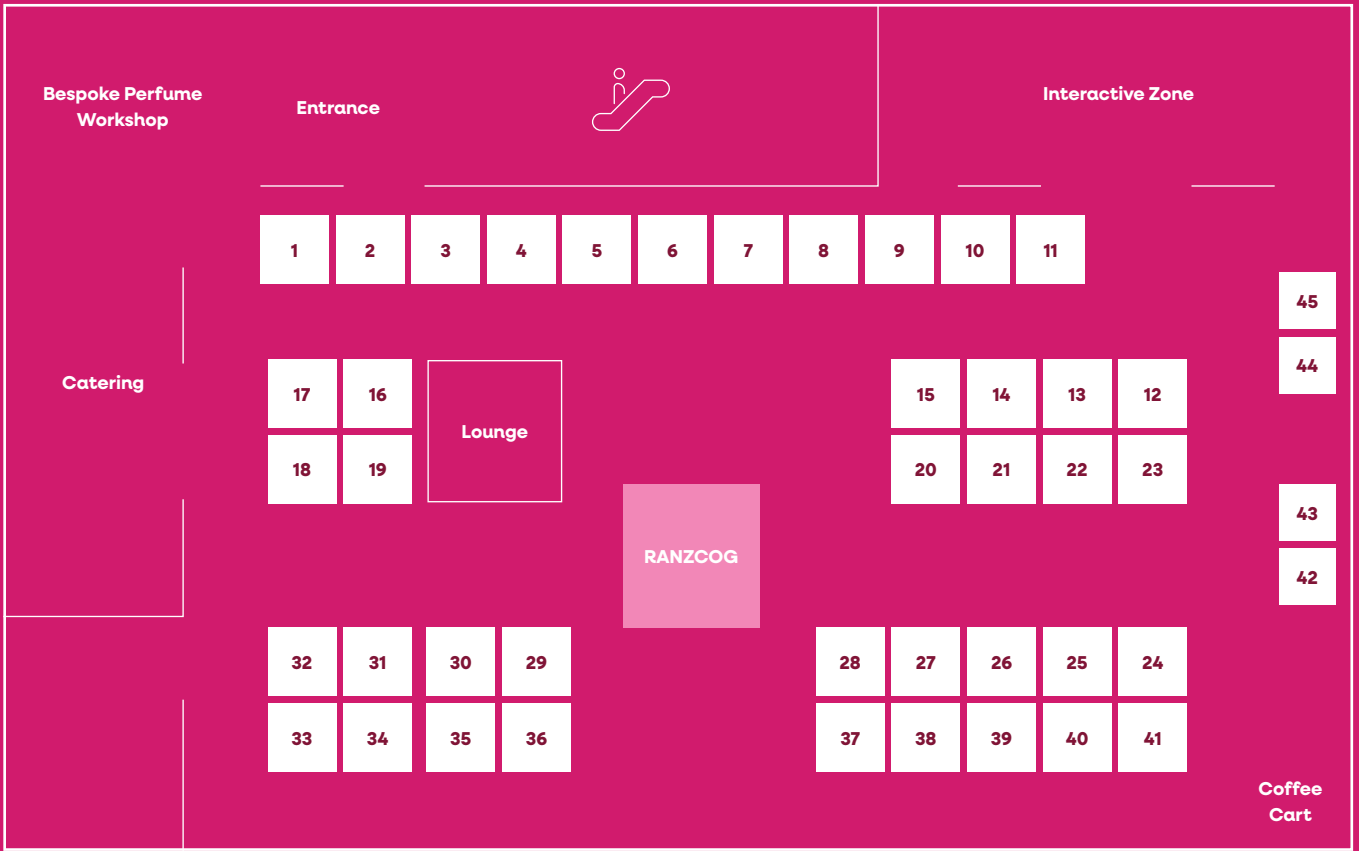 Bespoke Perfume
Workshop
Entrance
Interactive Zone
1 2 3 4 5 6 7 8 9 10 11
45
44
Catering
17 16
Lounge
15 14 13 12
18 19
20 21 22 23
43
42
RANZCOG
32 31 30 29
28 27 26 25 24
33 34 35 36
37 38 39 40 41
Coffee
Cart